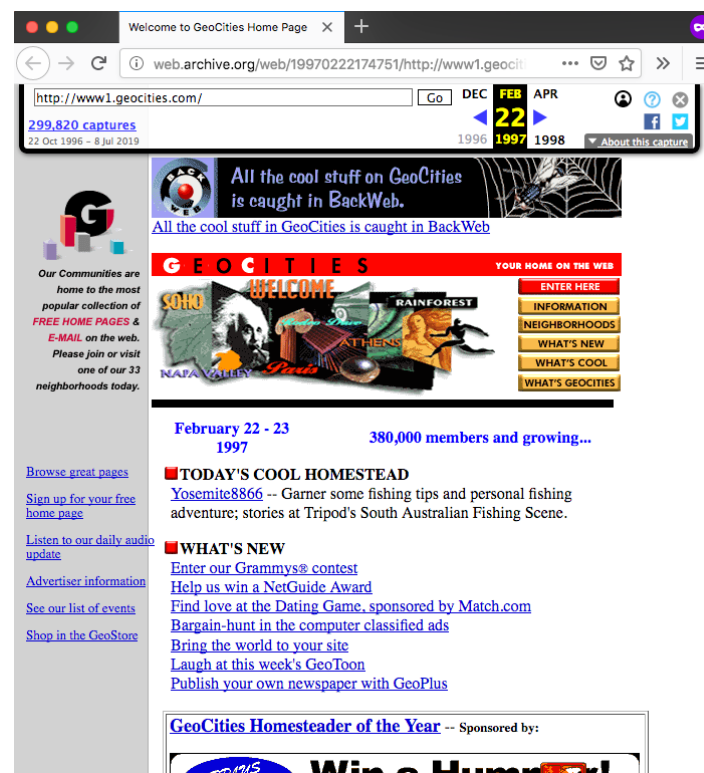 Welcome to GeoCities Home Page
web.archive.org/web/19970222174751/http://www1.geocit
http://www1.geocities.com/
Go
DEC FEB APR
22
1996 1997 1998
299,820 captures
22 Oct 1996 – 8 Jul 2019
▼ About this capture
BACK WEB
All the cool stuff on GeoCities
is caught in BackWeb.
All the cool stuff in GeoCities is caught in BackWeb
G
Our Communities are
home to the most
popular collection of
FREE HOME PAGES &
E-MAIL on the web.
Please join or visit
one of our 33
neighborhoods today.
GEOCITIES
YOUR HOME ON THE WEB
SOHO
WELCOME
RAINFOREST
Rodeo Drive
ATHENS
NAPA VALLEY
Paris
ENTER HERE
INFORMATION
NEIGHBORHOODS
WHAT'S NEW
WHAT'S COOL
WHAT'S GEOCITIES
February 22 - 23
1997
380,000 members and growing...
Browse great pages
Sign up for your free
home page
Listen to our daily audio
update
Advertiser information
See our list of events
Shop in the GeoStore
TODAY'S COOL HOMESTEAD
Yosemite8866 -- Garner some fishing tips and personal fishing
adventure; stories at Tripod's South Australian Fishing Scene.
WHAT'S NEW
Enter our Grammys® contest
Help us win a NetGuide Award
Find love at the Dating Game, sponsored by Match.com
Bargain-hunt in the computer classified ads
Bring the world to your site
Laugh at this week's GeoToon
Publish your own newspaper with GeoPlus
GeoCities Homesteader of the Year -- Sponsored by:
Win a